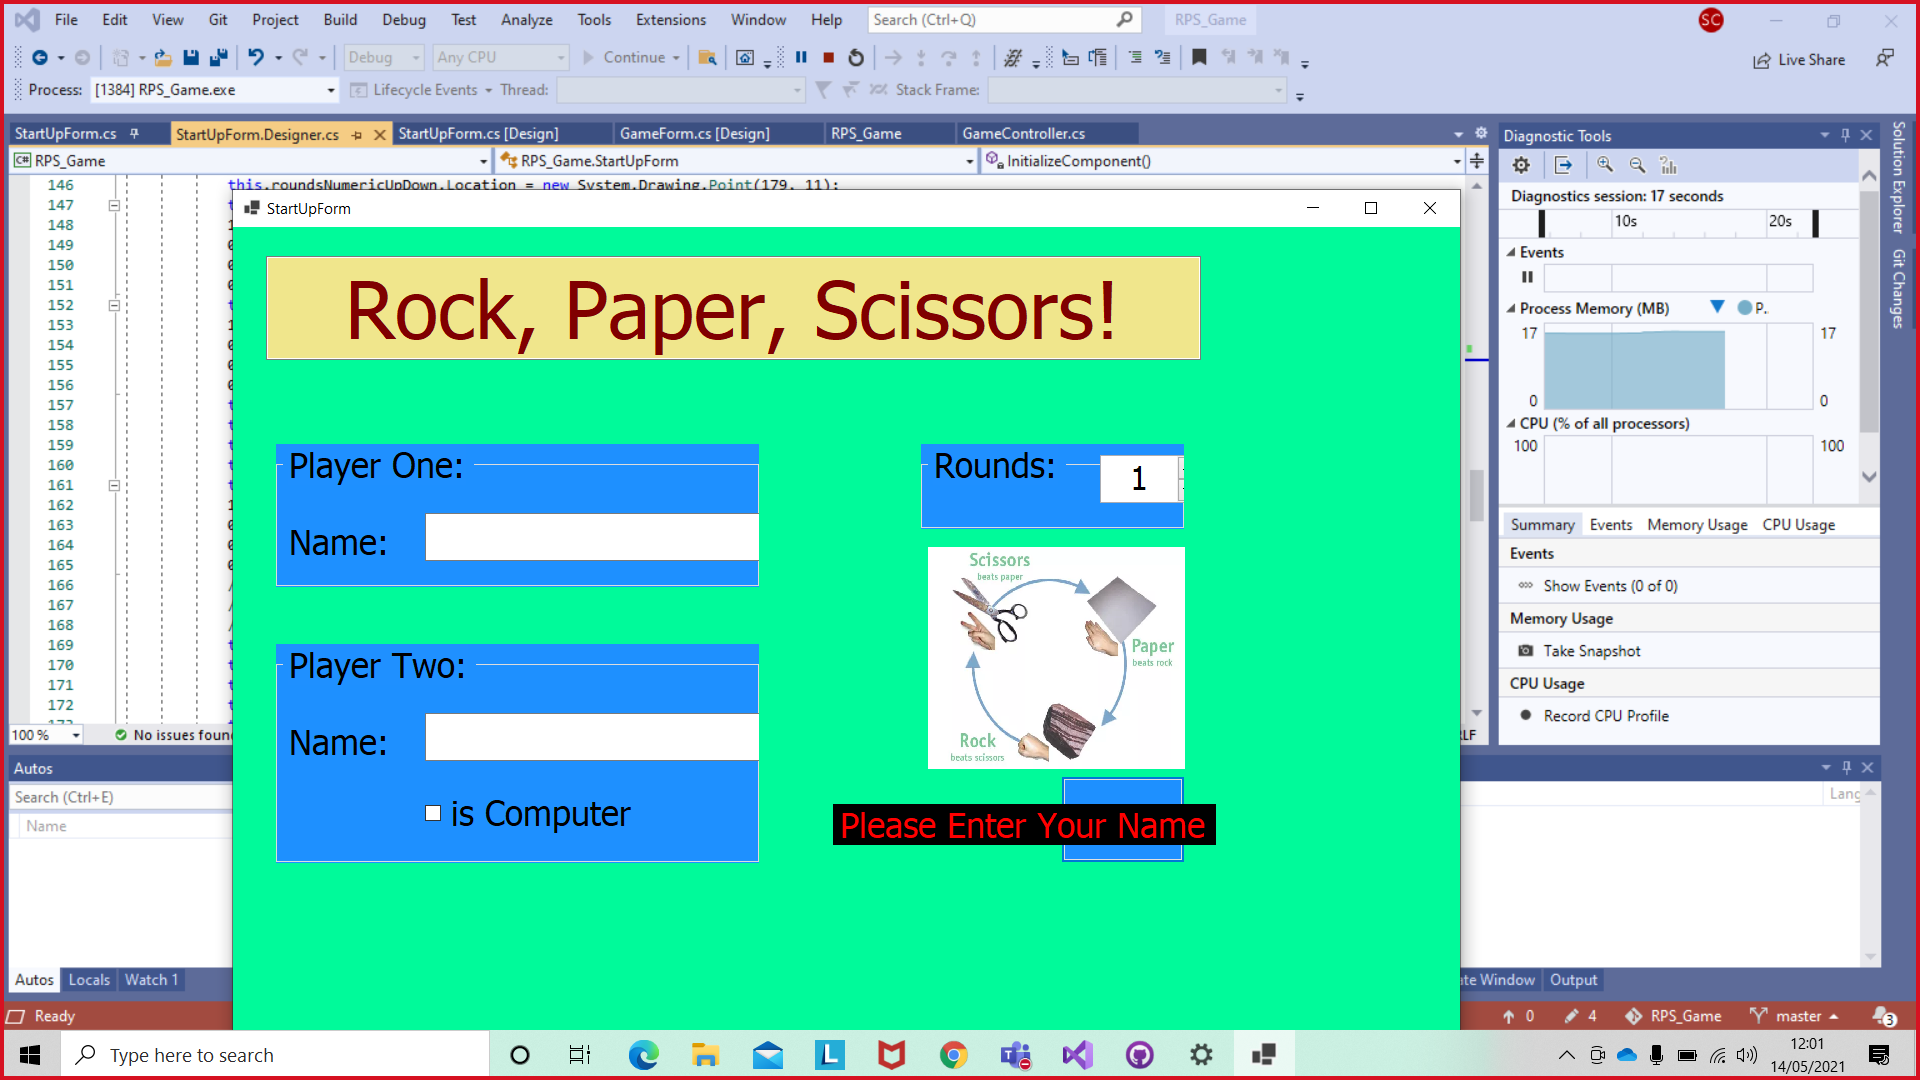 File Edit View Git Project Build Debug Test Analyze Tools Extensions Window Help Search (Ctrl+Q) RPS_Game SC
Debug Any CPU Continue Live Share
Process: [1384] RPS_Game.exe Lifecycle Events Thread: Stack Frame:
StartUpForm.cs StartUpForm.Designer.cs StartUpForm.cs [Design] GameForm.cs [Design] RPS_Game GameController.cs
C# RPS_Game RPS_Game.StartUpForm InitializeComponent()
146 this.roundsNumericUpDown.Location = new System.Drawing.Point(179, 11);
147
148
149
150
151
152
153
154
155
156
157
158
159
160
161
162
163
164
165
166
167
168
169
170
171
172
StartUpForm
Rock, Paper, Scissors!
Player One:
Name:
Player Two:
Name:
is Computer
Rounds: 1
Scissors
beats paper
Paper
beats rock
Rock
beats scissors
Please Enter Your Name
100 % No issues found
Autos
Search (Ctrl+E)
Name
Lang
Autos Locals Watch 1
Output
Diagnostic Tools
Diagnostics session: 17 seconds
10s 20s
Events
Process Memory (MB) P..
17 17
0 0
CPU (% of all processors)
100 100
Summary Events Memory Usage CPU Usage
Events
Show Events (0 of 0)
Memory Usage
Take Snapshot
CPU Usage
Record CPU Profile
Solution Explorer
Git Changes
Ready 0 4 RPS_Game master 3
Type here to search
12:01
14/05/2021